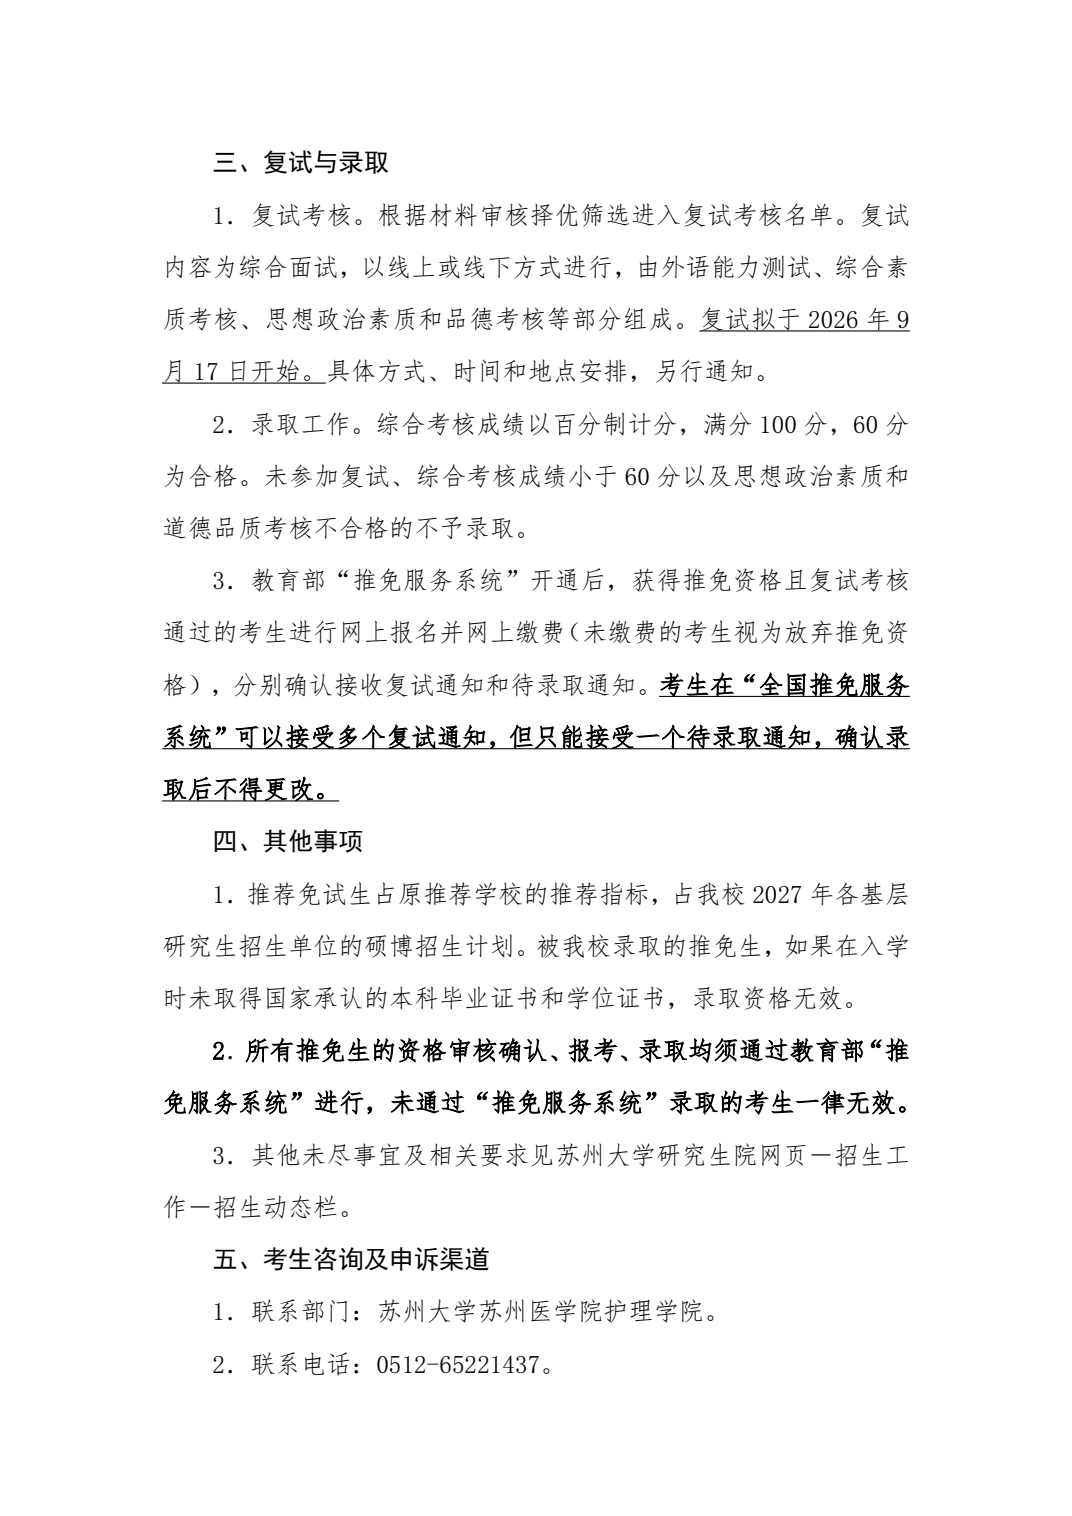 三、复试与录取
1. 复试考核。根据材料审核择优筛选进入复试考核名单。复试
内容为综合面试，以线上或线下方式进行，由外语能力测试、综合素
质考核、思想政治素质和品德考核等部分组成。复试拟于 2026 年 9
月 17 日开始。具体方式、时间和地点安排，另行通知。
2. 录取工作。综合考核成绩以百分制计分，满分 100 分，60 分
为合格。未参加复试、综合考核成绩小于 60 分以及思想政治素质和
道德品质考核不合格的不予录取。
3. 教育部“推免服务系统”开通后，获得推免资格且复试考核
通过的考生进行网上报名并网上缴费（未缴费的考生视为放弃推免资
格），分别确认接收复试通知和待录取通知。考生在“全国推免服务
系统”可以接受多个复试通知，但只能接受一个待录取通知，确认录
取后不得更改。
四、其他事项
1. 推荐免试生占原推荐学校的推荐指标，占我校 2027 年各基层
研究生招生单位的硕博招生计划。被我校录取的推免生，如果在入学
时未取得国家承认的本科毕业证书和学位证书，录取资格无效。
2. 所有推免生的资格审核确认、报考、录取均须通过教育部“推
免服务系统”进行，未通过“推免服务系统”录取的考生一律无效。
3. 其他未尽事宜及相关要求见苏州大学研究生院网页－招生工
作－招生动态栏。
五、考生咨询及申诉渠道
1. 联系部门：苏州大学苏州医学院护理学院。
2. 联系电话：0512-65221437。